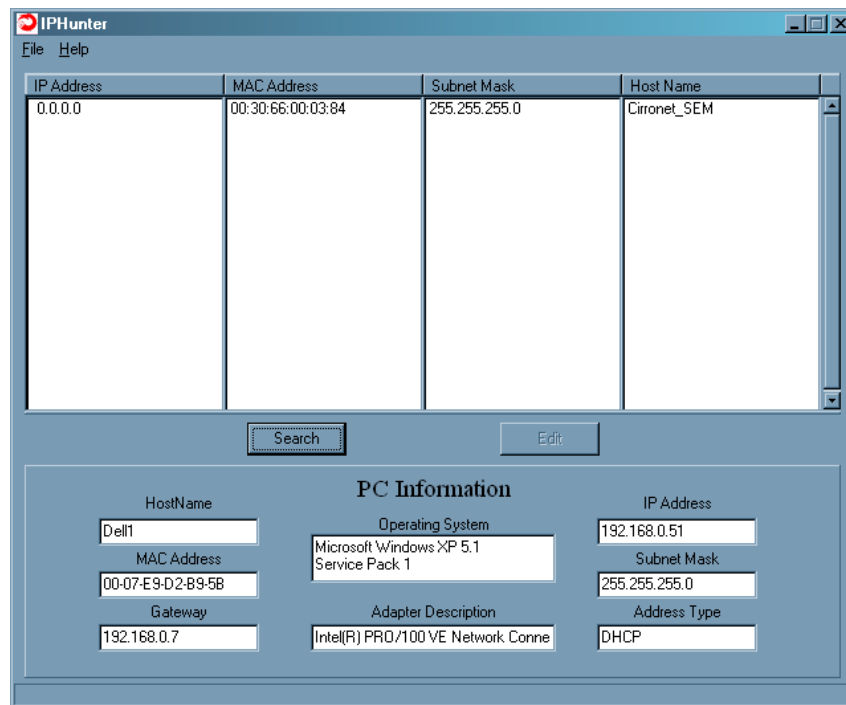 IPHunter
File Help
IP Address MAC Address Subnet Mask Host Name
0.0.0.0 00:30:66:00:03:84 255.255.255.0 Cirronet_SEM
Search Edit
PC Information
HostName
Dell1
MAC Address
00-07-E9-D2-B9-5B
Gateway
192.168.0.7
Operating System
Microsoft Windows XP 5.1
Service Pack 1
Adapter Description
Intel(R) PRO/100 VE Network Conne
IP Address
192.168.0.51
Subnet Mask
255.255.255.0
Address Type
DHCP